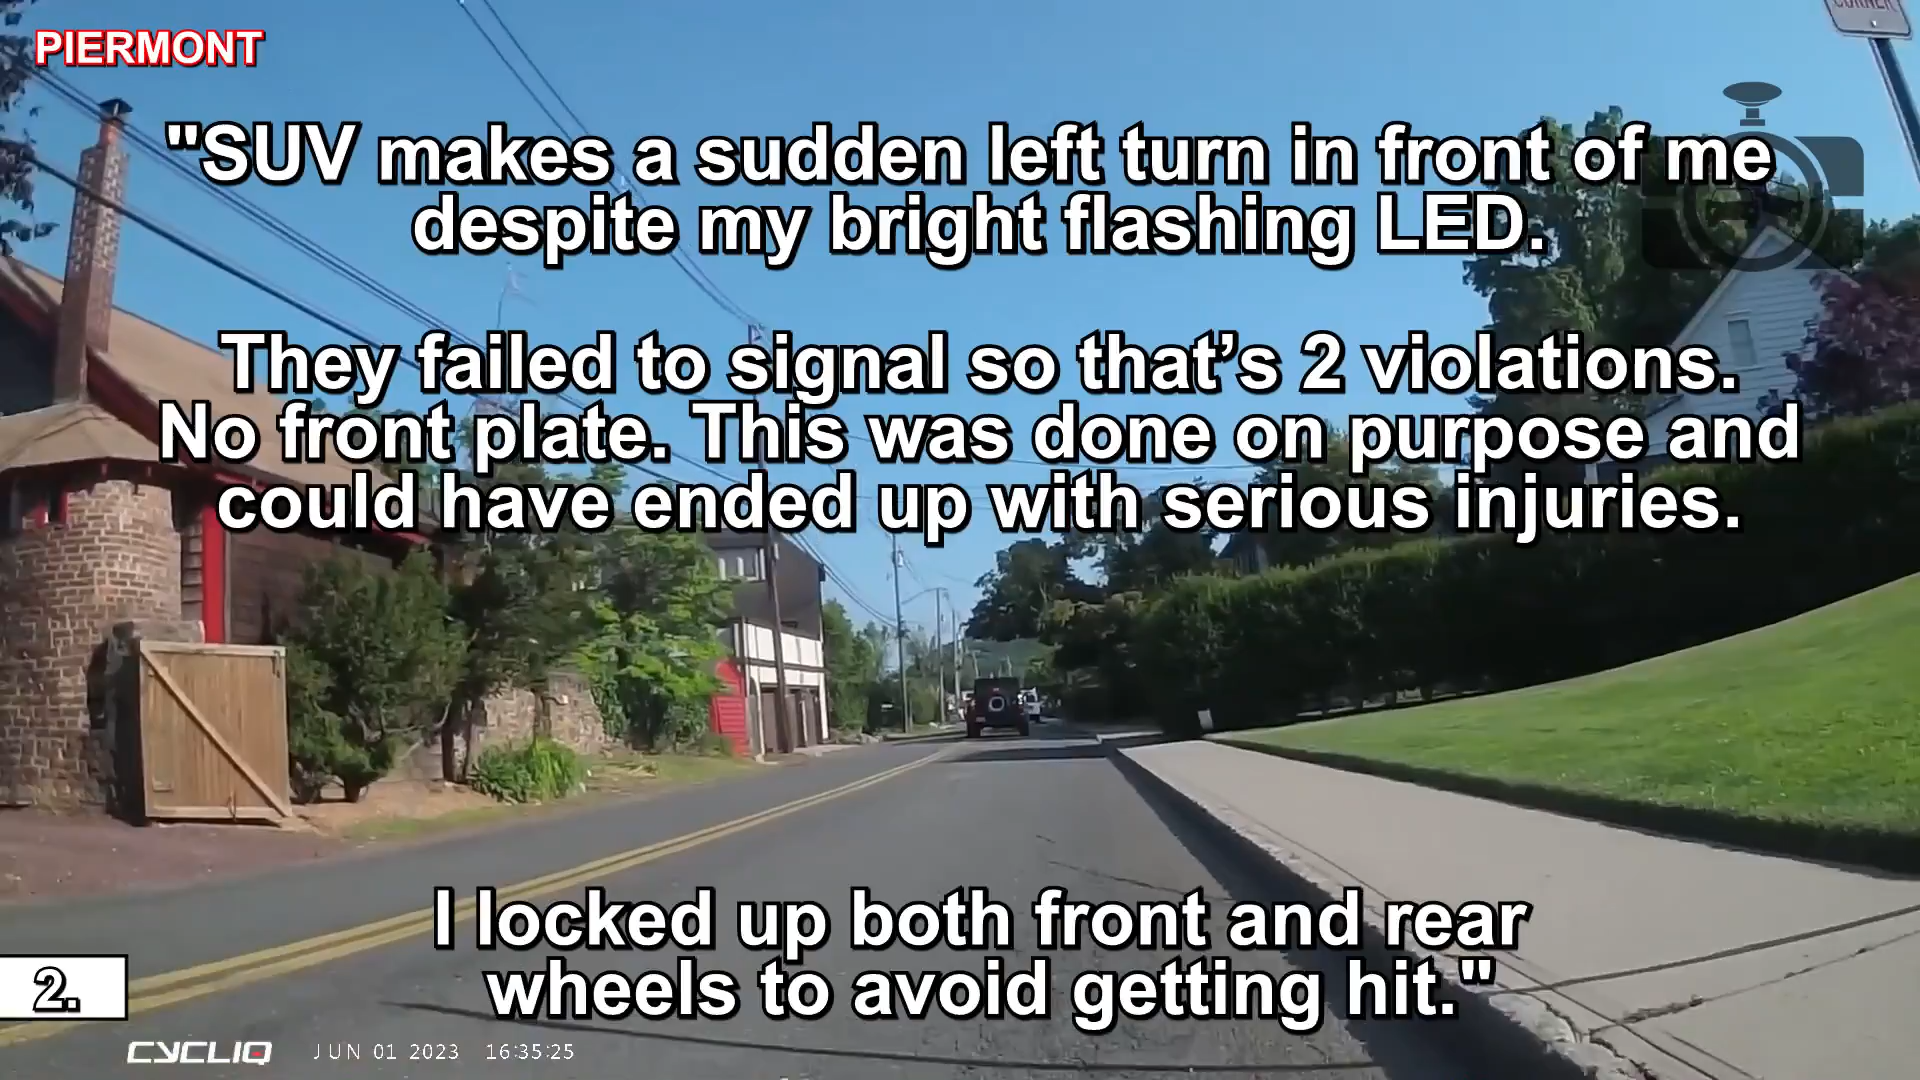 PIERMONT
CORNER
"SUV makes a sudden left turn in front of me
despite my bright flashing LED.
They failed to signal so that’s 2 violations.
No front plate. This was done on purpose and
could have ended up with serious injuries.
I locked up both front and rear
wheels to avoid getting hit."
2.
CYCLIQ JUN 01 2023 16:35:25